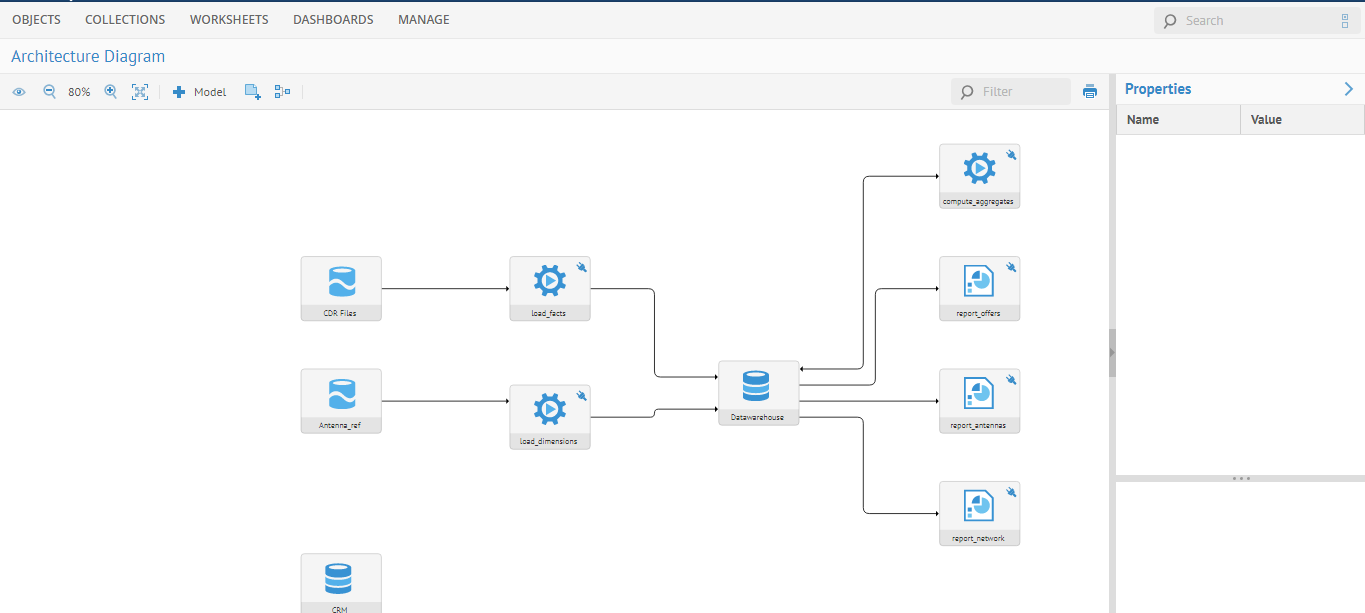 OBJECTS COLLECTIONS WORKSHEETS DASHBOARDS MANAGE Search
Architecture Diagram
80% Model Filter
Properties
Name Value
compute_aggregates
CDR Files
load_facts
report_offers
Datawarehouse
Antenna_ref
load_dimensions
report_antennas
report_network
CRM